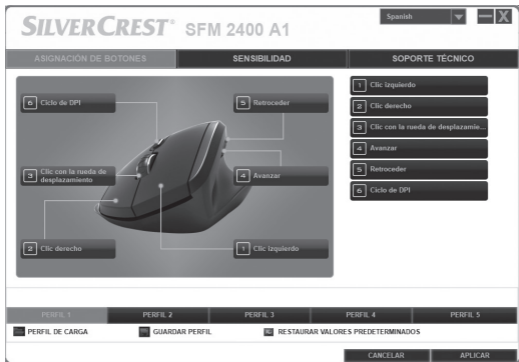 SILVERCREST® SFM 2400 A1
Spanish
ASIGNACIÓN DE BOTONES
SENSIBILIDAD
SOPORTE TÉCNICO
6 Ciclo de DPI
5 Retroceder
3 Clic con la rueda de
desplazamiento
4 Avanzar
2 Clic derecho
1 Clic izquierdo
1 Clic izquierdo
2 Clic derecho
3 Clic con la rueda de desplazamie...
4 Avanzar
5 Retroceder
6 Ciclo de DPI
PERFIL 1
PERFIL 2
PERFIL 3
PERFIL 4
PERFIL 5
PERFIL DE CARGA
GUARDAR PERFIL
RESTAURAR VALORES PREDETERMINADOS
CANCELAR
APLICAR